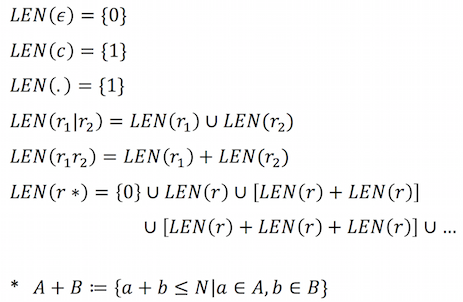 LEN(ϵ) = {0}
LEN(c) = {1}
LEN(.) = {1}
LEN(r₁|r₂) = LEN(r₁) ∪ LEN(r₂)
LEN(r₁r₂) = LEN(r₁) + LEN(r₂)
LEN(r *) = {0} ∪ LEN(r) ∪ [LEN(r) + LEN(r)]
∪ [LEN(r) + LEN(r) + LEN(r)] ∪ ...
* A + B ≔ {a + b ≤ N|a ∈ A, b ∈ B}